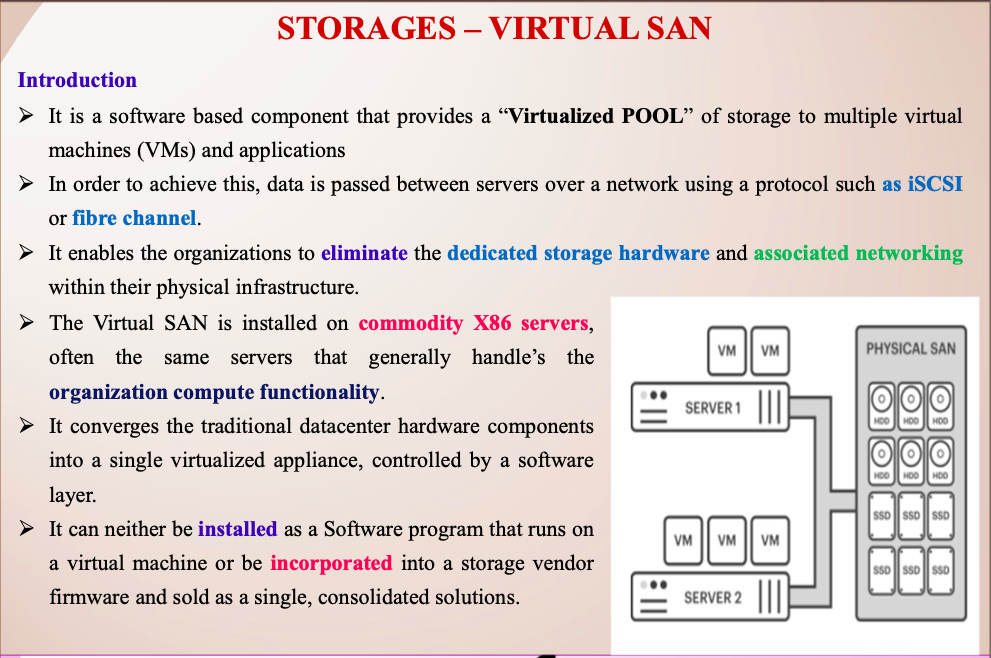 STORAGES – VIRTUAL SAN
Introduction
➢ It is a software based component that provides a “Virtualized POOL” of storage to multiple virtual
machines (VMs) and applications
➢ In order to achieve this, data is passed between servers over a network using a protocol such as iSCSI
or fibre channel.
➢ It enables the organizations to eliminate the dedicated storage hardware and associated networking
within their physical infrastructure.
➢ The Virtual SAN is installed on commodity X86 servers,
often the same servers that generally handle’s the
organization compute functionality.
➢ It converges the traditional datacenter hardware components
into a single virtualized appliance, controlled by a software
layer.
➢ It can neither be installed as a Software program that runs on
a virtual machine or be incorporated into a storage vendor
firmware and sold as a single, consolidated solutions.
VM VM
SERVER 1
VM VM VM
SERVER 2
PHYSICAL SAN
HDD HDD HDD
HDD HDD HDD
SSD SSD SSD
SSD SSD SSD